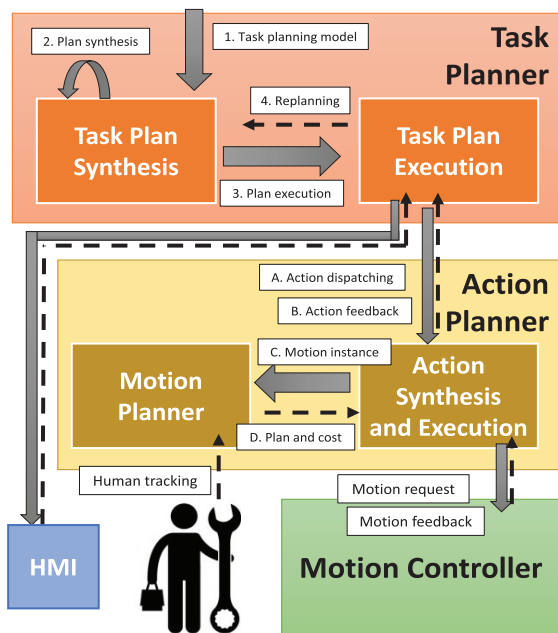 2. Plan synthesis
1. Task planning model
Task
Planner
4. Replanning
Task Plan
Synthesis
Task Plan
Execution
3. Plan execution
A. Action dispatching
B. Action feedback
Action
Planner
C. Motion instance
Motion
Planner
Action
Synthesis
and Execution
D. Plan and cost
Human tracking
Motion request
Motion feedback
HMI
Motion Controller